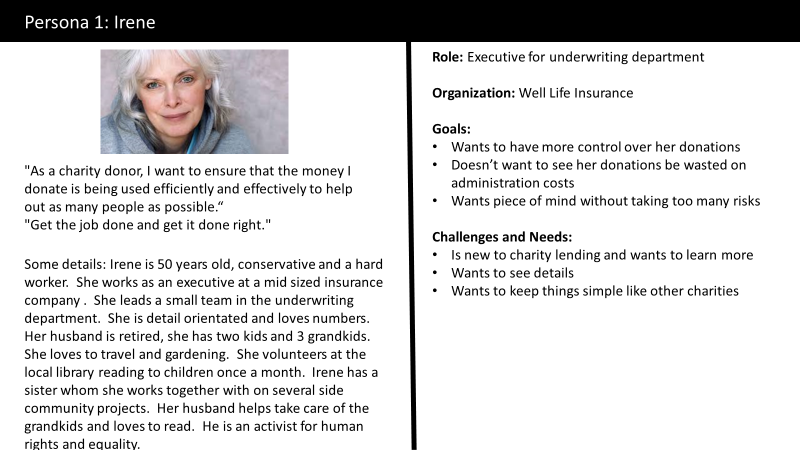 Persona 1: Irene
"As a charity donor, I want to ensure that the money I
donate is being used efficiently and effectively to help
out as many people as possible.“
"Get the job done and get it done right."
Some details: Irene is 50 years old, conservative and a hard
worker.  She works as an executive at a mid sized insurance
company .  She leads a small team in the underwriting
department.  She is detail orientated and loves numbers.
Her husband is retired, she has two kids and 3 grandkids.
She loves to travel and gardening.  She volunteers at the
local library reading to children once a month.  Irene has a
sister whom she works together with on several side
community projects.  Her husband helps take care of the
grandkids and loves to read.  He is an activist for human
rights and equality.
Role: Executive for underwriting department
Organization: Well Life Insurance
Goals:
• Wants to have more control over her donations
• Doesn’t want to see her donations be wasted on
administration costs
• Wants piece of mind without taking too many risks
Challenges and Needs:
• Is new to charity lending and wants to learn more
• Wants to see details
• Wants to keep things simple like other charities